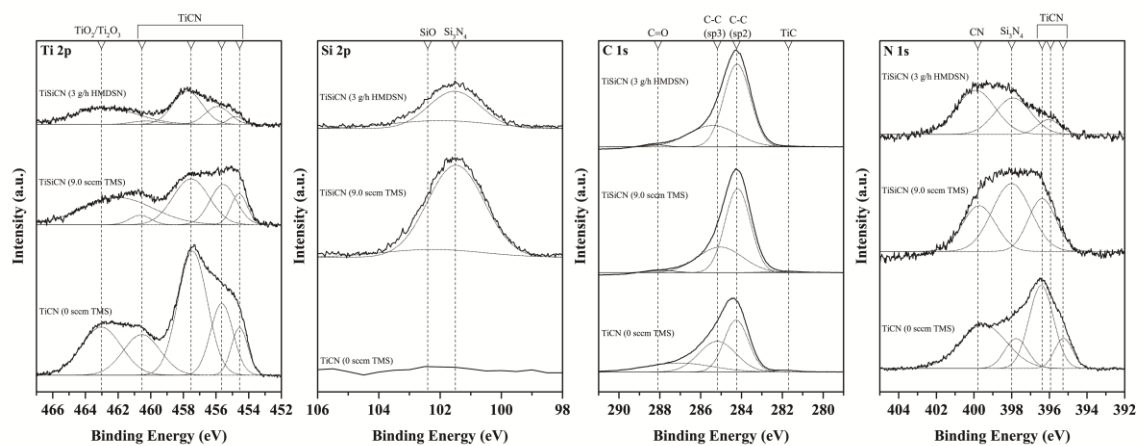 TiO₂/Ti₂O₃
TiCN
Ti 2p
TiSiCN (3 g/h HMDSN)
TiSiCN (9.0 sccm TMS)
TiCN (0 sccm TMS)
Intensity (a.u.)
466 464 462 460 458 456 454 452
Binding Energy (eV)
SiO
Si₃N₄
Si 2p
TiSiCN (3 g/h HMDSN)
TiSiCN (9.0 sccm TMS)
TiCN (0 sccm TMS)
Intensity (a.u.)
106 104 102 100 98
Binding Energy (eV)
C=O
C-C
(sp3)
C-C
(sp2)
TiC
C 1s
TiSiCN (3 g/h HMDSN)
TiSiCN (9.0 sccm TMS)
TiCN (0 sccm TMS)
Intensity (a.u.)
290 288 286 284 282 280
Binding Energy (eV)
TiCN
CN
Si₃N₄
N 1s
TiSiCN (3 g/h HMDSN)
TiSiCN (9.0 sccm TMS)
TiCN (0 sccm TMS)
Intensity (a.u.)
404 402 400 398 396 394 392
Binding Energy (eV)